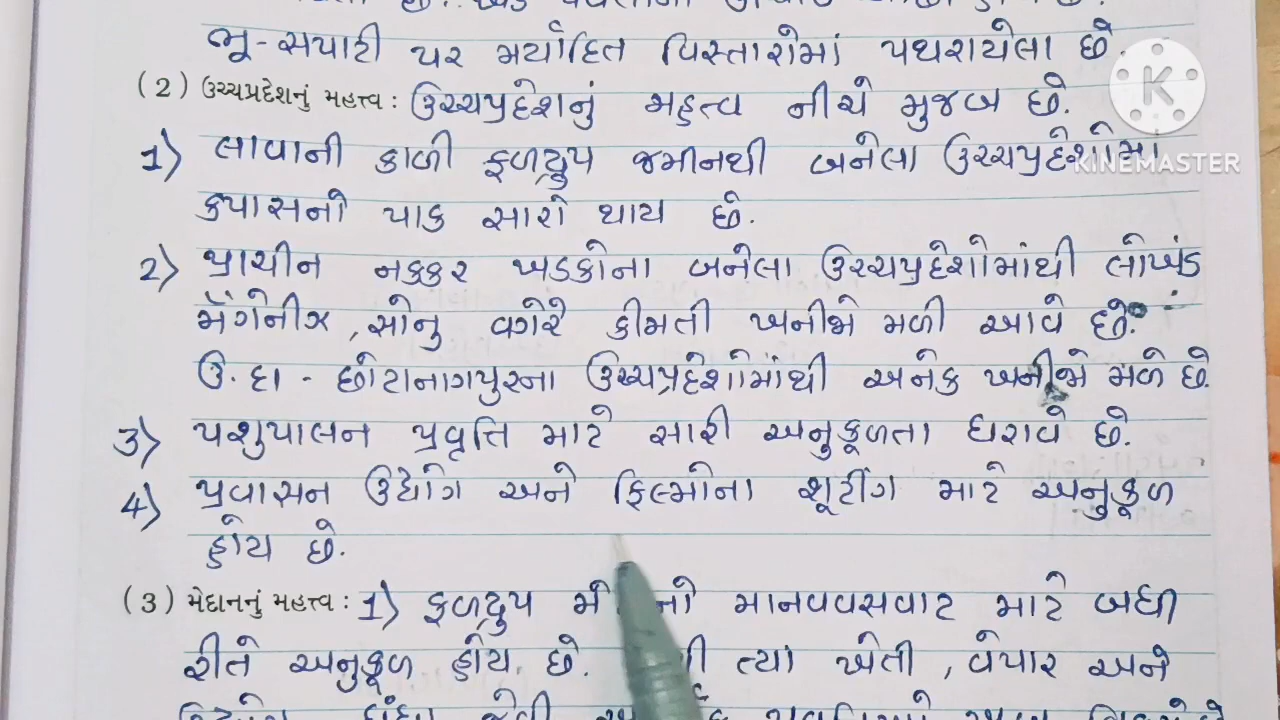 ભૂ-સપાટી પર મર્યાદિત વિસ્તારોમાં પથરાયેલા છે.
(2) ઉચ્ચપ્રદેશનું મહત્ત્વ : ઉચ્ચપ્રદેશનું મહત્વ નીચે મુજબ છે.
1) લાવાની કાળી ફળદ્રુપ જમીનથી બનેલા ઉચ્ચપ્રદેશોમાં
KINEMASTER
કપાસનો પાક સારો થાય છે.
2) પ્રાચીન નક્કર ખડકોના બનેલા ઉચ્ચપ્રદેશોમાંથી લોખંડ
મેંગેનીઝ, સોનુ વગેરે કીમતી ખનીજો મળી આવે છે.
ઉ.દા - છોટાનાગપુરના ઉચ્ચપ્રદેશોમાંથી અનેક ખનીજો મળે છે
3) પશુપાલન પ્રવૃત્તિ માટે સારી અનુકૂળતા ધરાવે છે.
4) પ્રવાસન ઉદ્યોગ અને ફિલ્મોના શૂટીંગ માટે અનુકૂળ
હોય છે.
(3) મેદાનનું મહત્ત્વ : 1) ફળદ્રુપ માનવવસવાટ માટે બધી
રીતે અનુકૂળ હોય છે. ત્યાં ખેતી, વેપાર અને